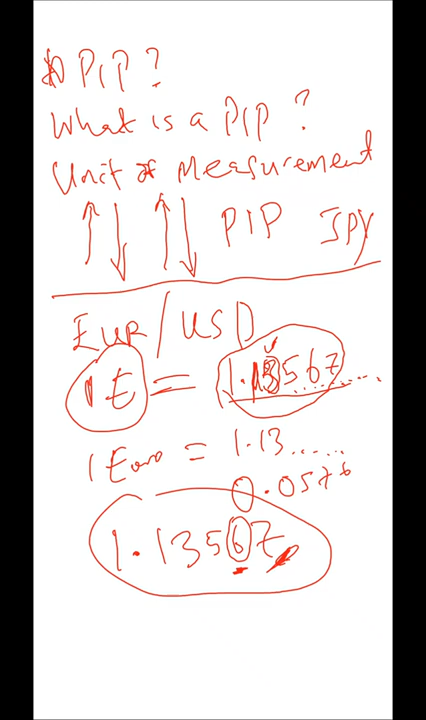 PIP?
What is a PIP?
Unit of Measurement
PIP JPY
EUR/USD
1E = 1.13567.......
1 Euro = 1.13......
0.0576
1.13567